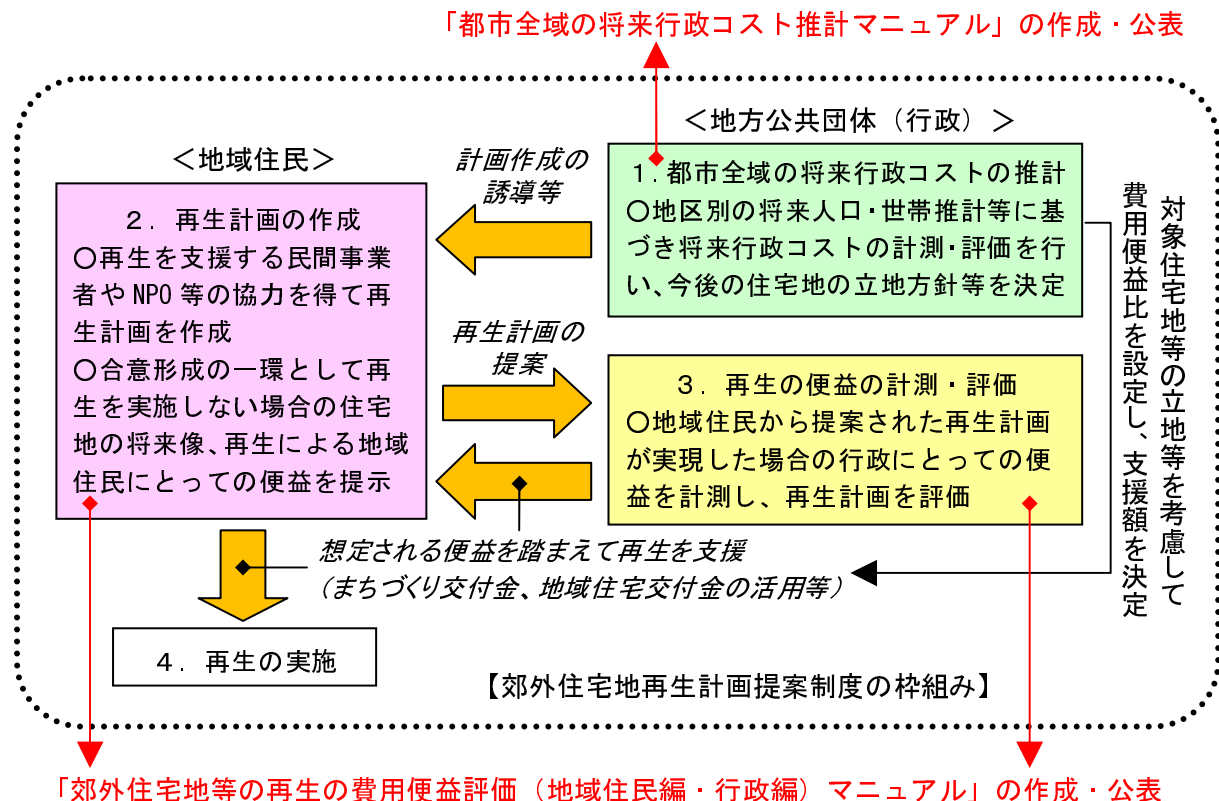 「都市全域の将来行政コスト推計マニュアル」の作成・公表
＜地方公共団体（行政）＞
１.都市全域の将来行政コストの推計
○地区別の将来人口・世帯推計等に基
づき将来行政コストの計測・評価を行
い、今後の住宅地の立地方針等を決定
＜地域住民＞
２．再生計画の作成
○再生を支援する民間事業
者やNPO等の協力を得て再
生計画を作成
○合意形成の一環として再
生を実施しない場合の住宅
地の将来像、再生による地域
住民にとっての便益を提示
計画作成の
誘導等
再生計画の
提案
３．再生の便益の計測・評価
○地域住民から提案された再生計画
が実現した場合の行政にとっての便
益を計測し、再生計画を評価
対象住宅地等の立地等を考慮して
費用便益比を設定し、支援額を決定
想定される便益を踏まえて再生を支援
（まちづくり交付金、地域住宅交付金の活用等）
４．再生の実施
【郊外住宅地再生計画提案制度の枠組み】
「郊外住宅地等の再生の費用便益評価（地域住民編・行政編）マニュアル」の作成・公表